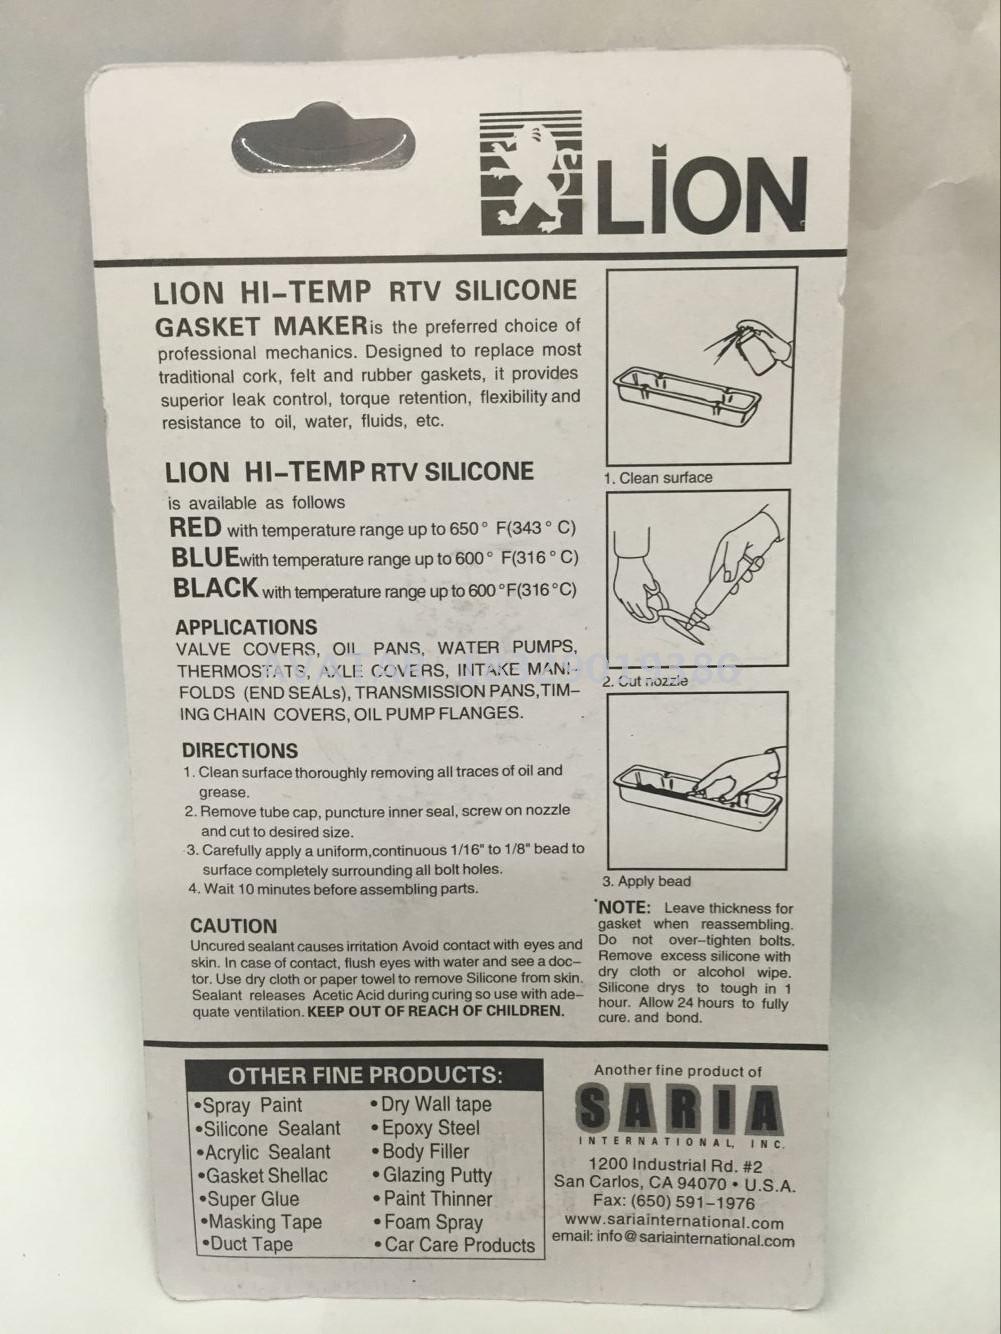 LION
LION HI-TEMP RTV SILICONE
GASKET MAKER is the preferred choice of
professional mechanics. Designed to replace most
traditional cork, felt and rubber gaskets, it provides
superior leak control, torque retention, flexibility and
resistance to oil, water, fluids, etc.
LION HI-TEMP RTV SILICONE
is available as follows
RED with temperature range up to 650° F(343° C)
BLUE with temperature range up to 600° F(316° C)
BLACK with temperature range up to 600°F(316°C)
APPLICATIONS
VALVE COVERS, OIL PANS, WATER PUMPS,
THERMOSTATS, AXLE COVERS, INTAKE MANI-
FOLDS (END SEALs), TRANSMISSION PANS, TIM-
ING CHAIN COVERS, OIL PUMP FLANGES.
DIRECTIONS
1. Clean surface thoroughly removing all traces of oil and
grease.
2. Remove tube cap, puncture inner seal, screw on nozzle
and cut to desired size.
3. Carefully apply a uniform,continuous 1/16" to 1/8" bead to
surface completely surrounding all bolt holes.
4. Wait 10 minutes before assembling parts.
CAUTION
Uncured sealant causes irritation Avoid contact with eyes and
skin. In case of contact, flush eyes with water and see a doc-
tor. Use dry cloth or paper towel to remove Silicone from skin.
Sealant releases Acetic Acid during curing so use with ade-
quate ventilation. KEEP OUT OF REACH OF CHILDREN.
1. Clean surface
2. Cut nozzle
3. Apply bead
*NOTE: Leave thickness for
gasket when reassembling.
Do not over-tighten bolts.
Remove excess silicone with
dry cloth or alcohol wipe.
Silicone drys to tough in 1
hour. Allow 24 hours to fully
cure. and bond.
OTHER FINE PRODUCTS:
•Spray Paint
•Silicone Sealant
•Acrylic Sealant
•Gasket Shellac
•Super Glue
•Masking Tape
•Duct Tape
•Dry Wall tape
•Epoxy Steel
•Body Filler
•Glazing Putty
•Paint Thinner
•Foam Spray
•Car Care Products
Another fine product of
SARIA
INTERNATIONAL, INC.
1200 Industrial Rd. #2
San Carlos, CA 94070 • U.S.A.
Fax: (650) 591-1976
www.sariainternational.com
email: info@sariainternational.com